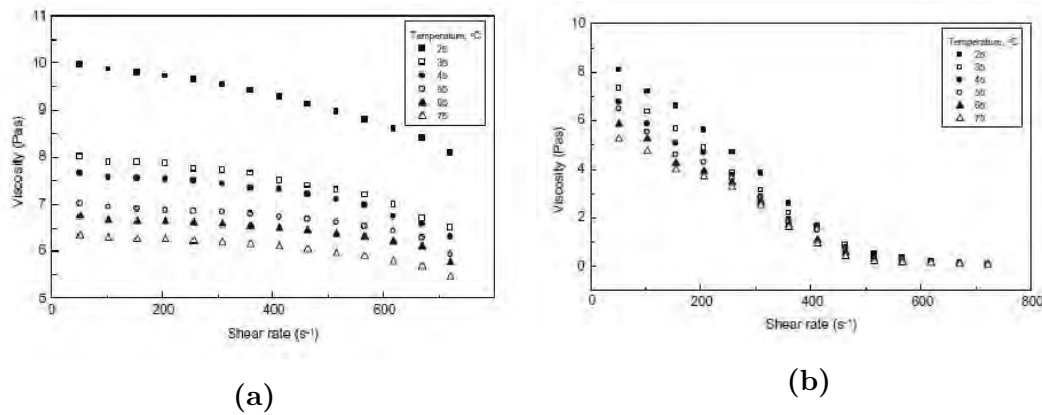 11
10
9
8
7
6
5
Viscosity (Pas)
0 200 400 600
Shear rate (s-1)
Temperature, °C
25
35
45
55
65
75
(a)
10
8
6
4
2
0
Viscosity (Pas)
0 200 400 600 800
Shear rate (s-1)
Temperature, °C
25
35
45
55
65
75
(b)